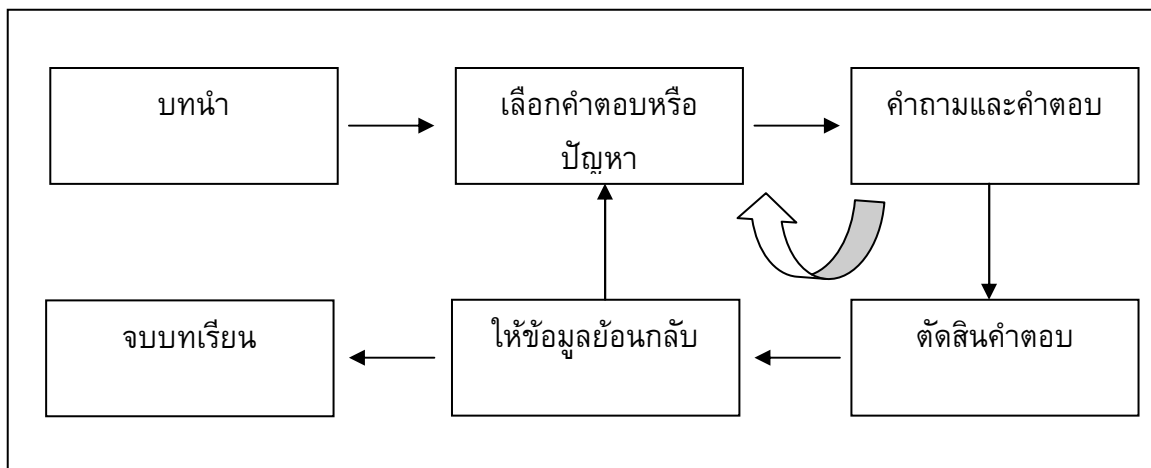 บทนำ
เลือกคำตอบหรือ
ปัญหา
คำถามและคำตอบ
จบบทเรียน
ให้ข้อมูลย้อนกลับ
ตัดสินคำตอบ